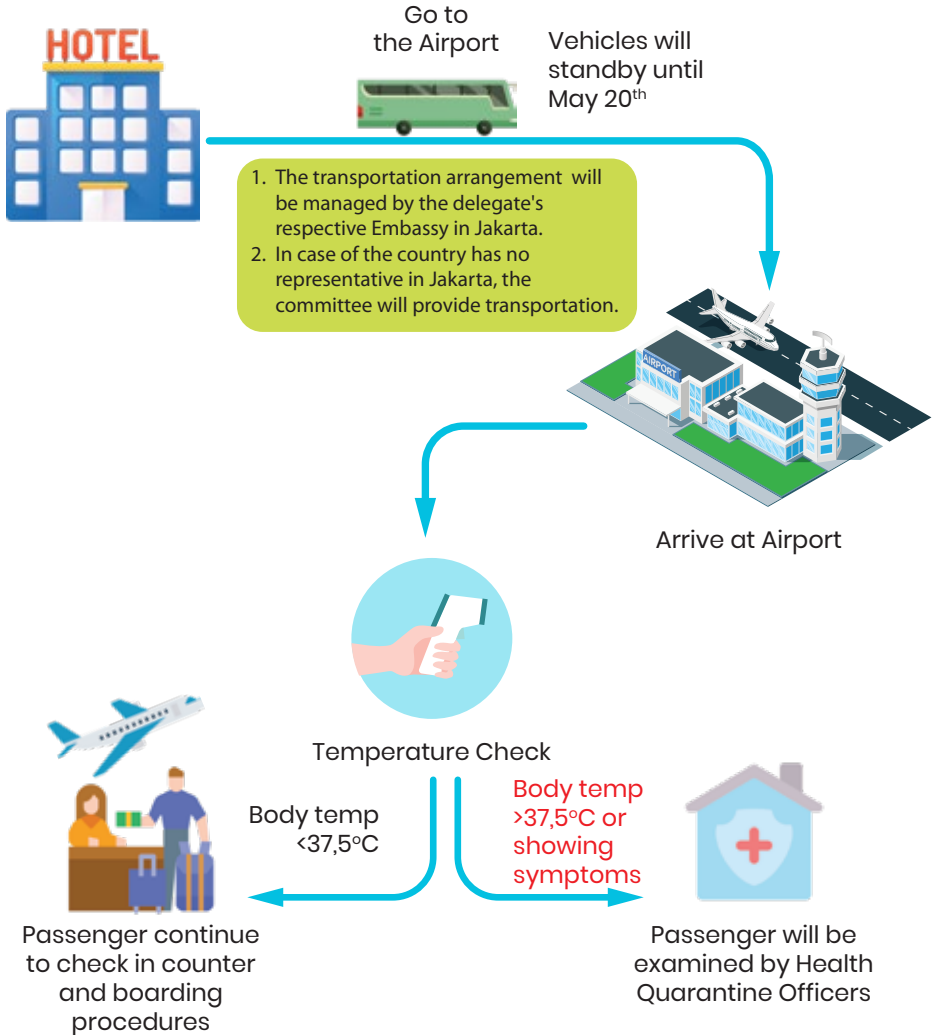 HOTEL
Go to
the Airport
Vehicles will
standby until
May 20th
1. The transportation arrangement will
be managed by the delegate's
respective Embassy in Jakarta.
2. In case of the country has no
representative in Jakarta, the
committee will provide transportation.
AIRPORT
Arrive at Airport
Temperature Check
Body temp
<37,5°C
Body temp
>37,5°C or
showing
symptoms
Passenger continue
to check in counter
and boarding
procedures
Passenger will be
examined by Health
Quarantine Officers